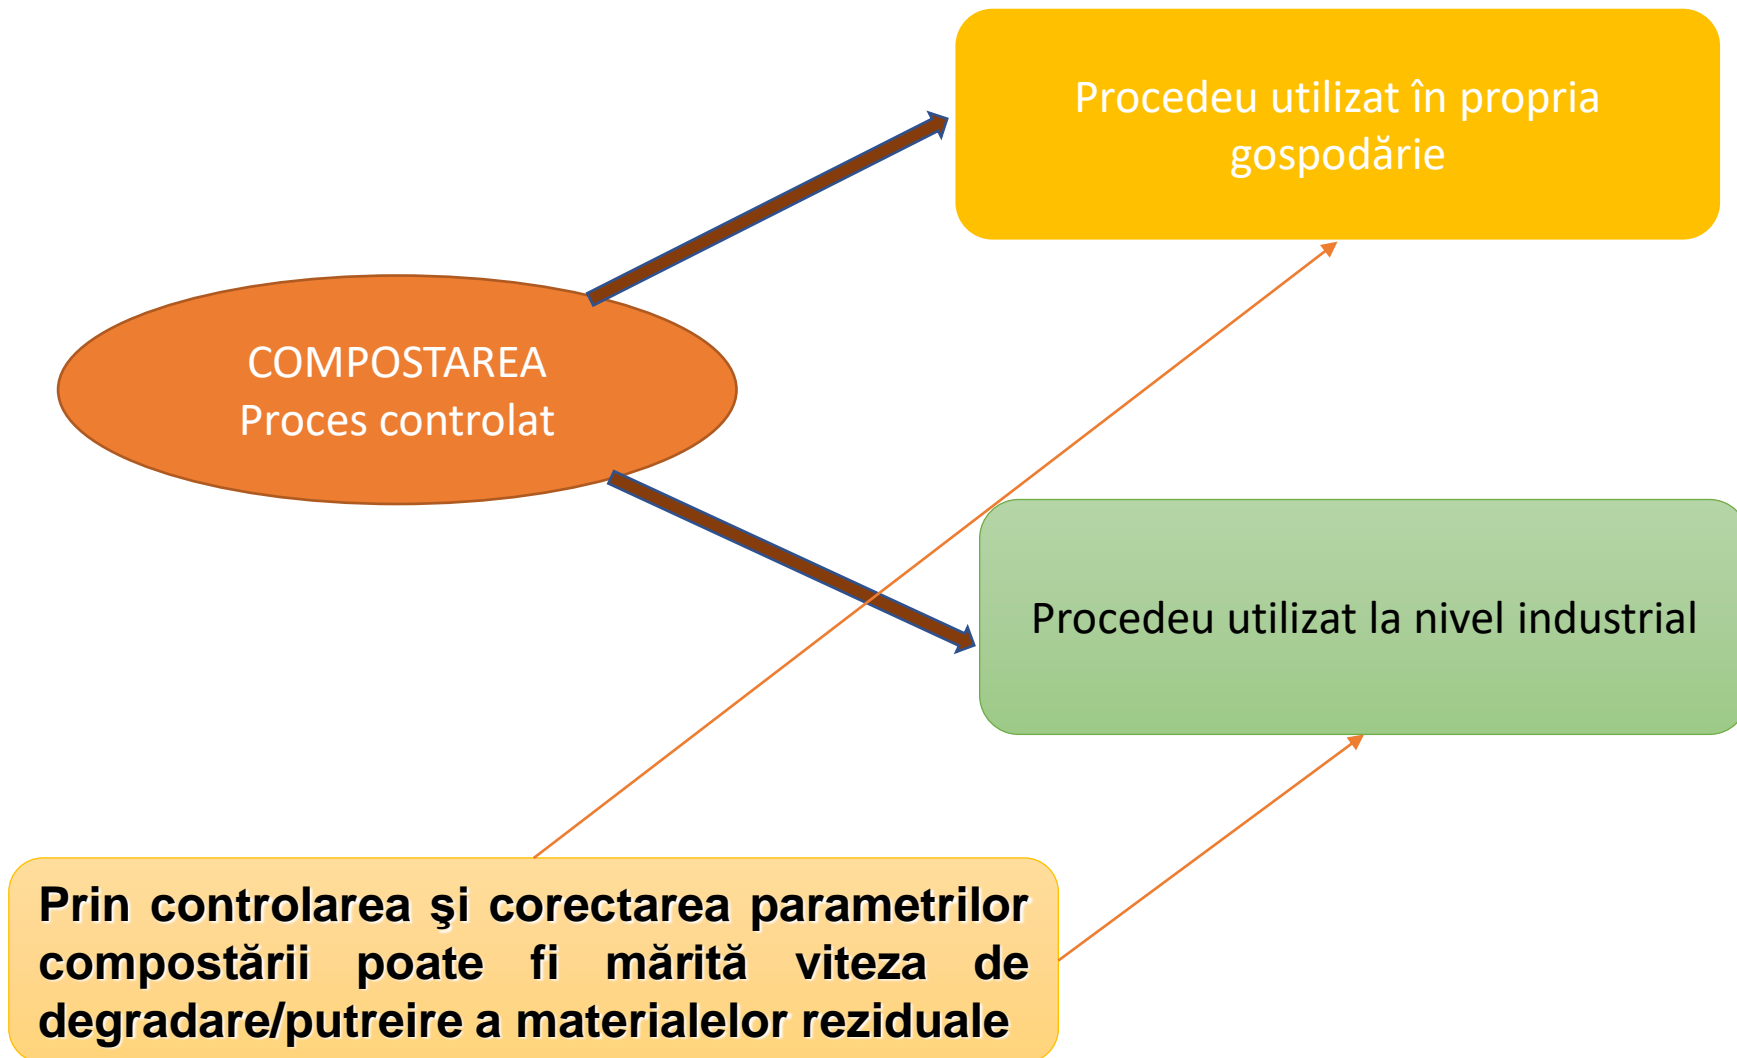 Procedeu utilizat în propria
gospodărie
COMPOSTAREA
Proces controlat
Procedeu utilizat la nivel industrial
Prin controlarea şi corectarea parametrilor
compostării poate fi mărită viteza de
degradare/putreire a materialelor reziduale